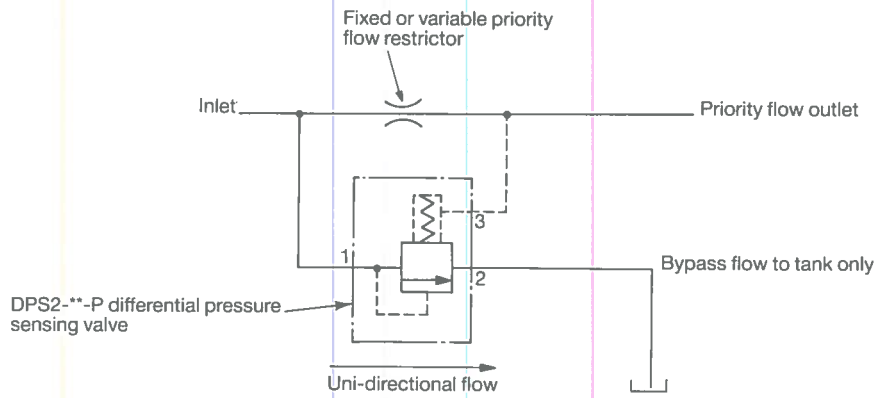 Fixed or variable priority
flow restrictor
Inlet
Priority flow outlet
3
1
2
Bypass flow to tank only
DPS2-**-P differential pressure
sensing valve
Uni-directional flow